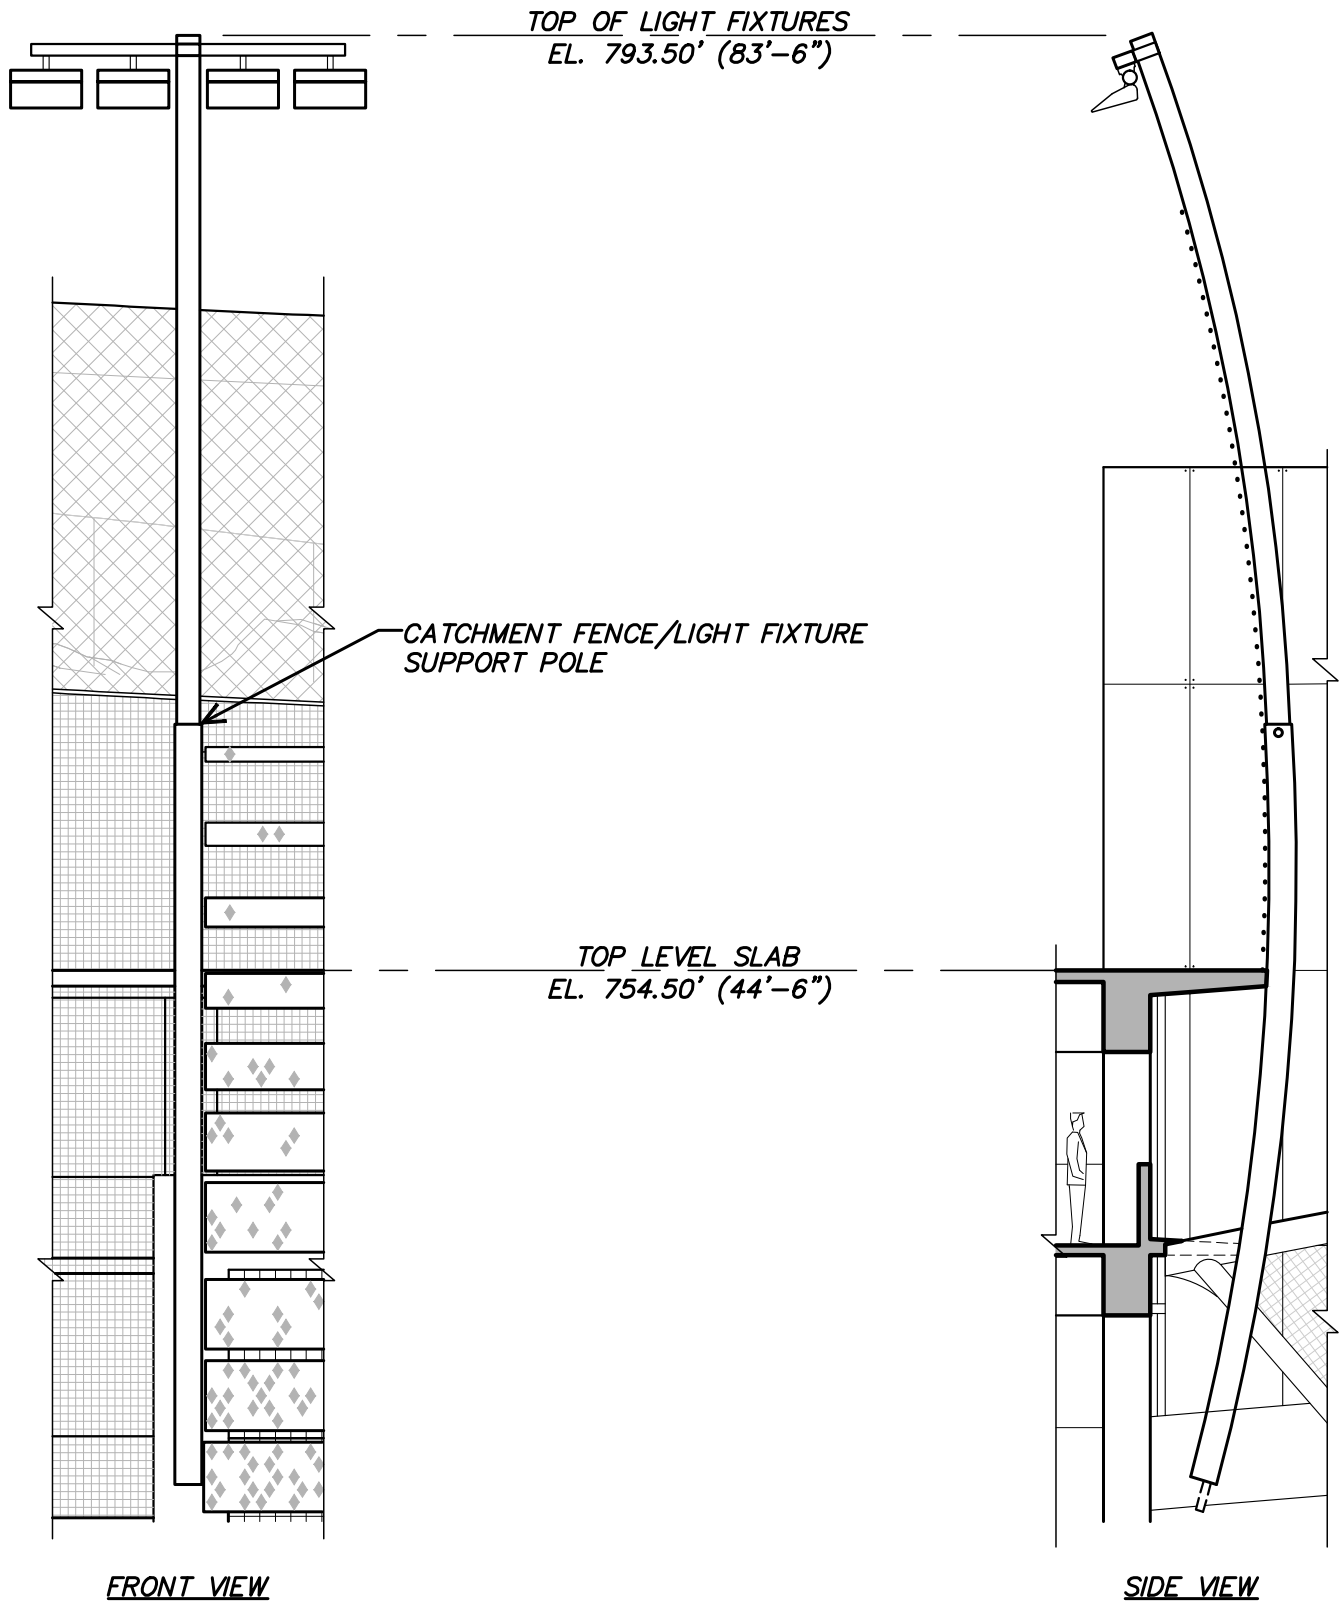 TOP OF LIGHT FIXTURES
EL. 793.50' (83'-6")
CATCHMENT FENCE/LIGHT FIXTURE
SUPPORT POLE
TOP LEVEL SLAB
EL. 754.50' (44'-6")
FRONT VIEW
SIDE VIEW